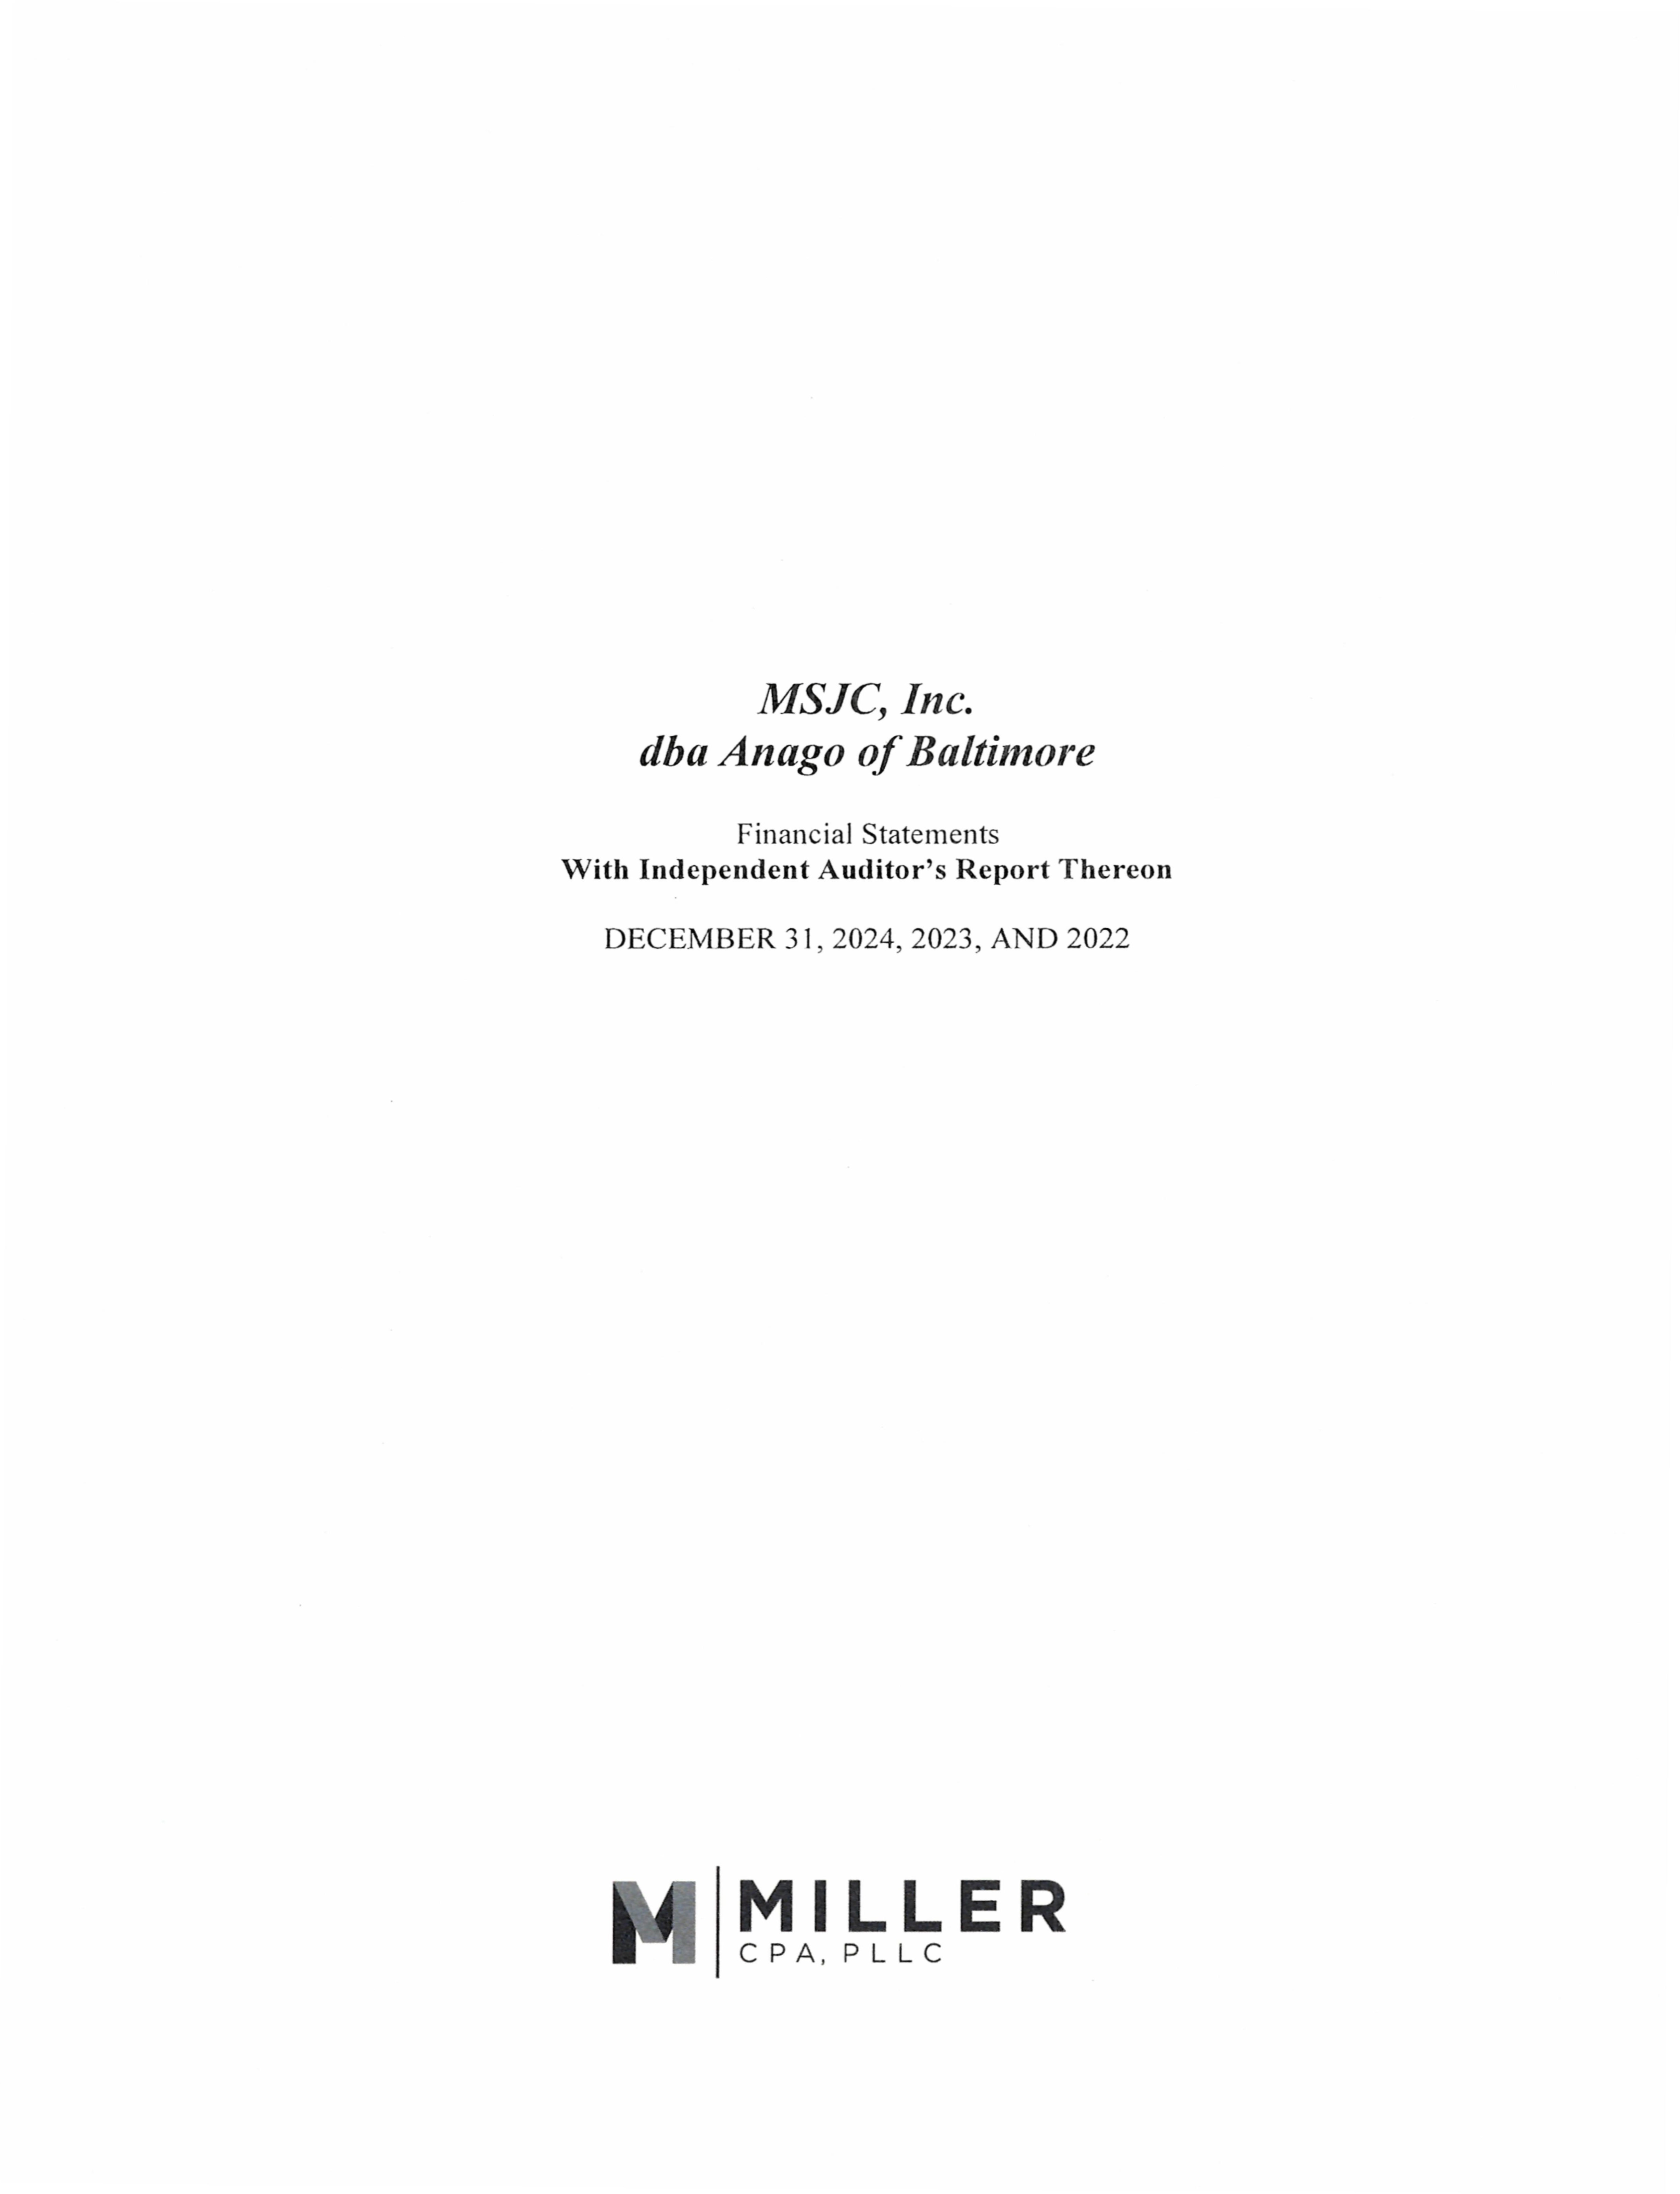 MSJC, Inc.
dba Anago of Baltimore
Financial Statements
With Independent Auditor's Report Thereon
DECEMBER 31, 2024, 2023, AND 2022
M MILLER
CPA, PLLC